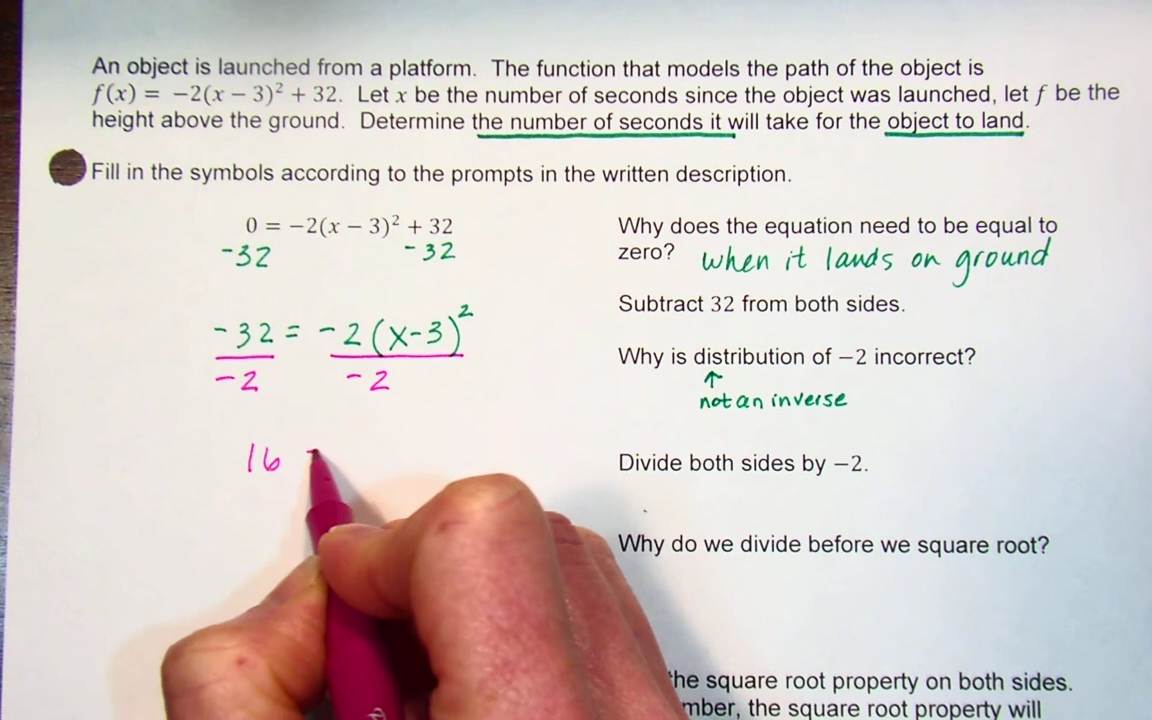 An object is launched from a platform. The function that models the path of the object is
f(x) = −2(x − 3)² + 32. Let x be the number of seconds since the object was launched, let f be the
height above the ground. Determine the number of seconds it will take for the object to land.
Fill in the symbols according to the prompts in the written description.
0 = −2(x − 3)² + 32
-32 -32
-32 = -2(x-3)²
-2 -2
16
Why does the equation need to be equal to
zero? when it lands on ground
Subtract 32 from both sides.
Why is distribution of −2 incorrect?
↑
not an inverse
Divide both sides by −2.
Why do we divide before we square root?
the square root property on both sides.
the square root property will